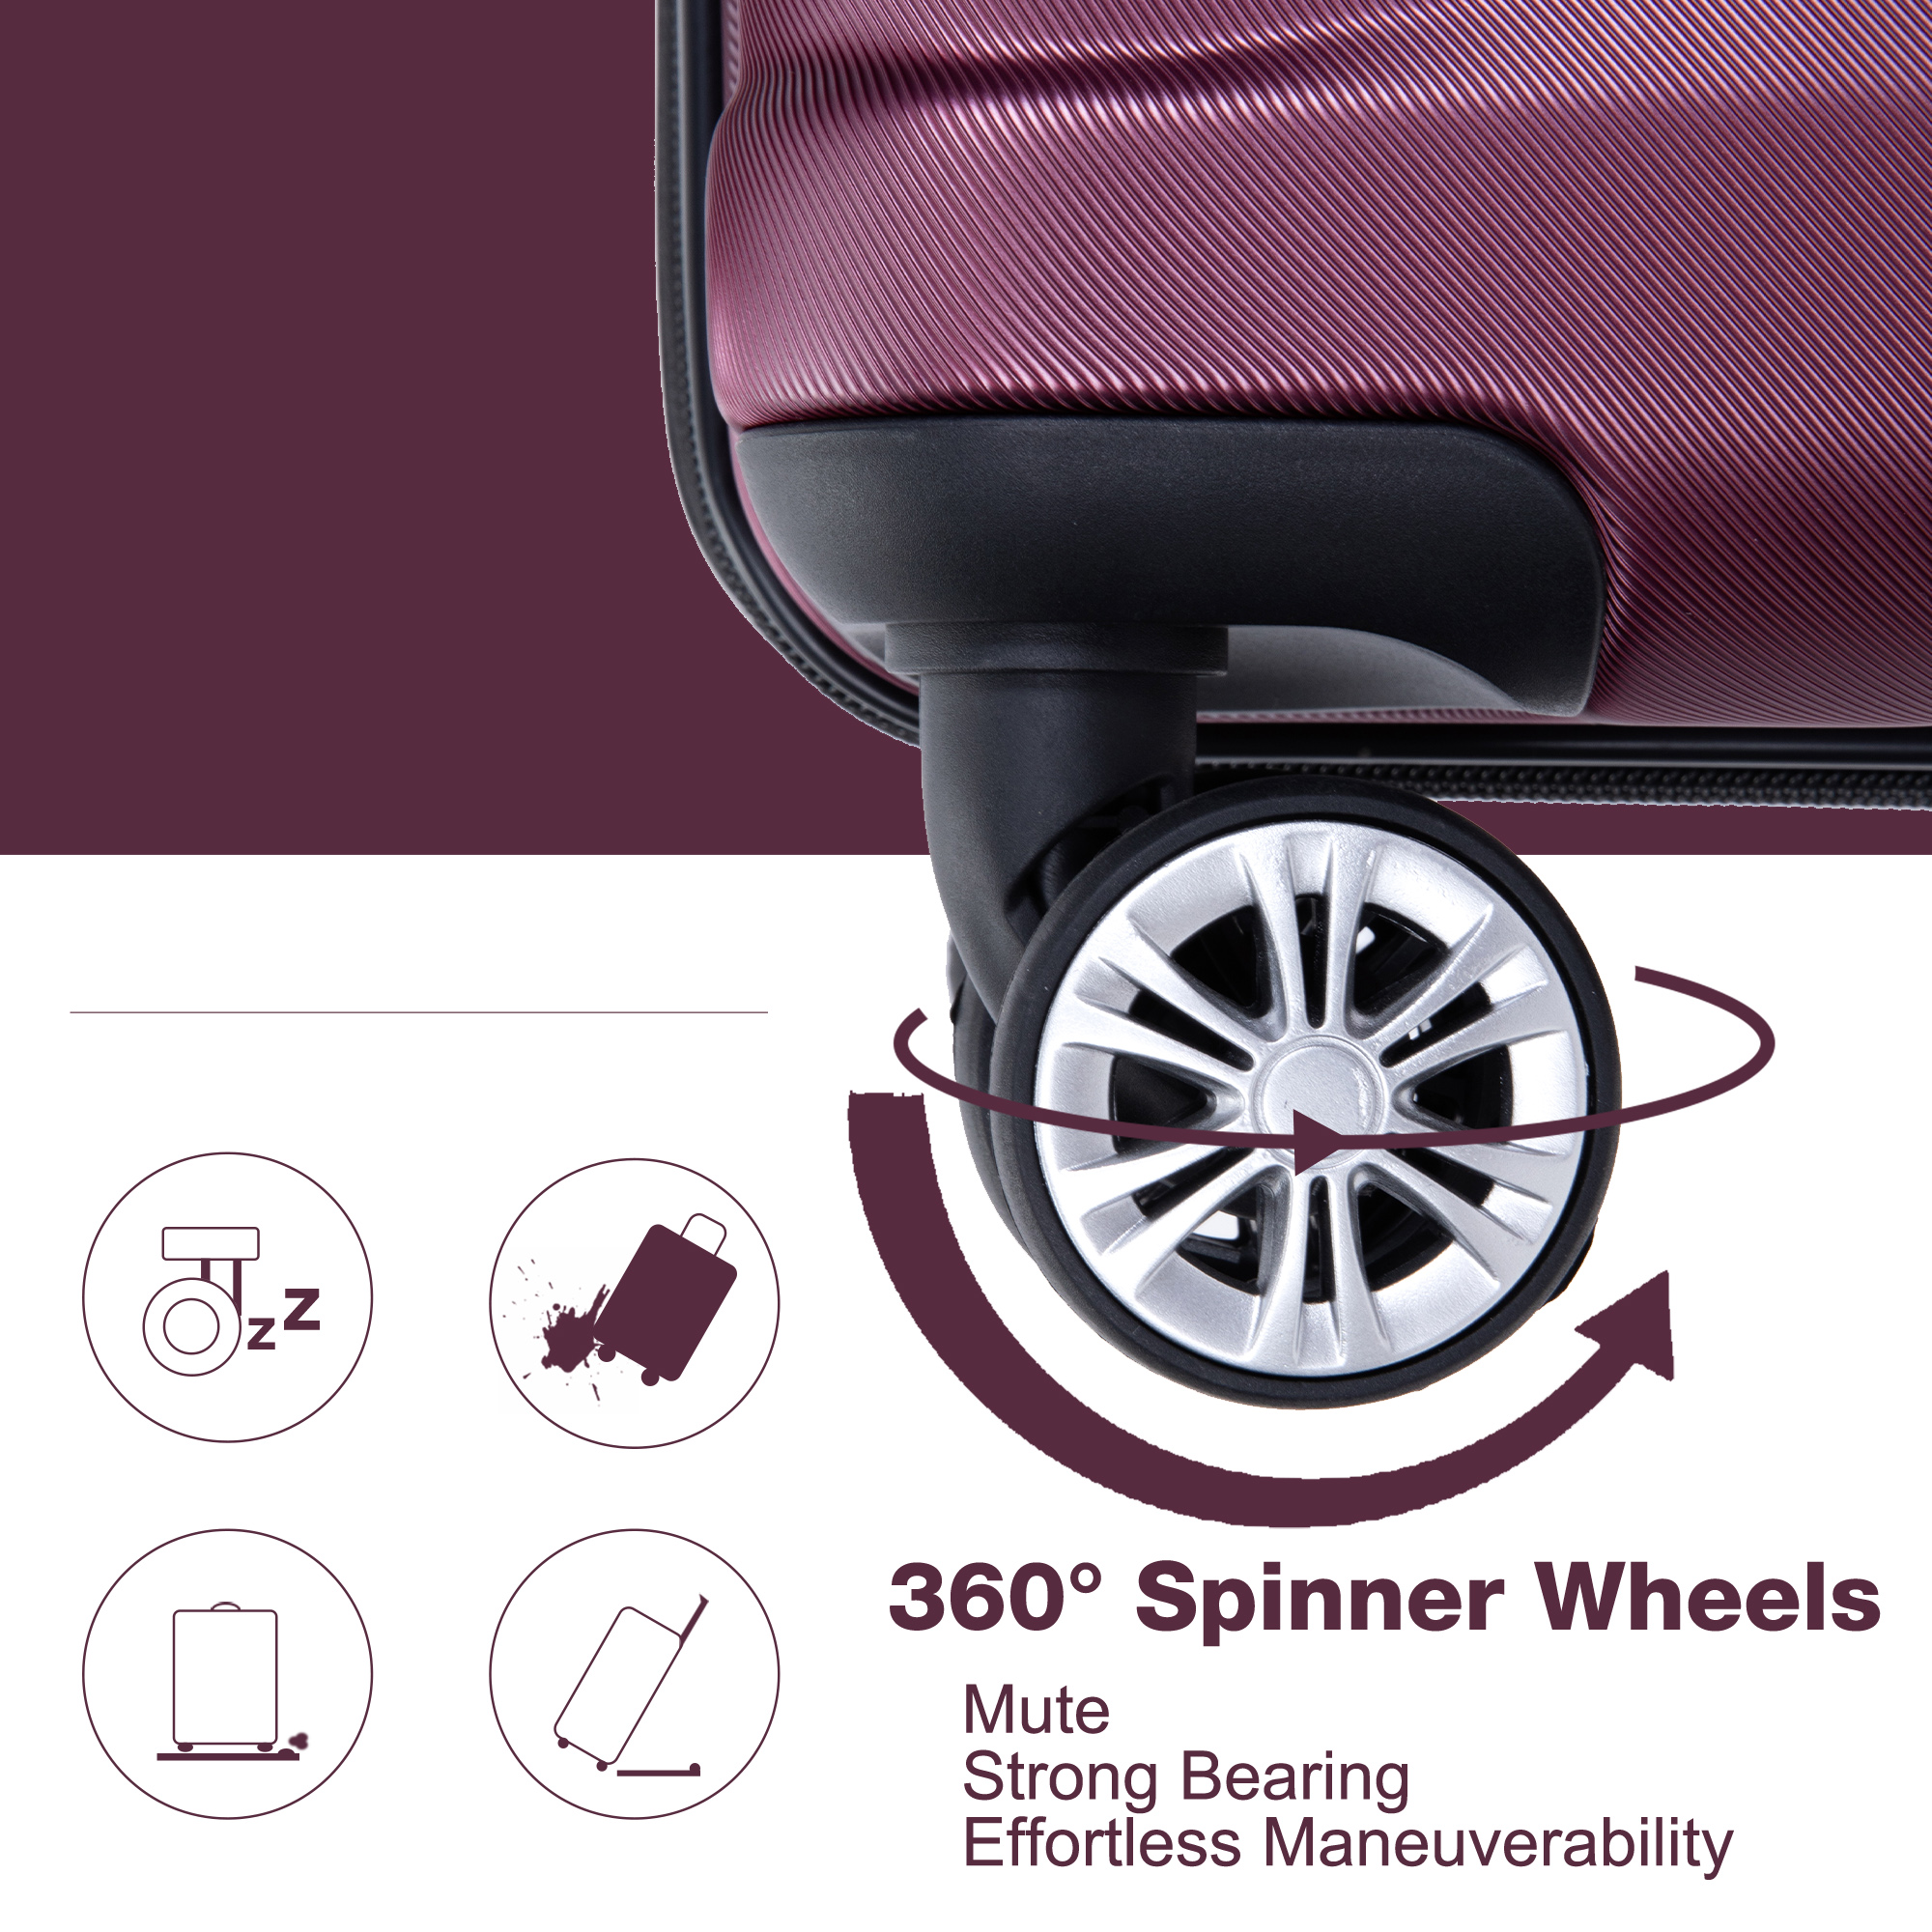 z z
360° Spinner Wheels
Mute
Strong Bearing
Effortless Maneuverability